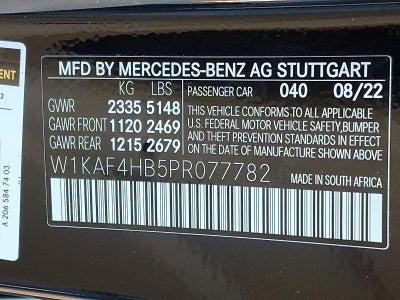 MFD BY MERCEDES-BENZ AG STUTTGART
KG LBS PASSENGER CAR 040 08/22
GVWR 2335 5148
GAWR FRONT 1120 2469
GAWR REAR 1215 2679
THIS VEHICLE CONFORMS TO ALL APPLICABLE
U.S. FEDERAL MOTOR VEHICLE SAFETY, BUMPER
AND THEFT PREVENTION STANDARDS IN EFFECT
ON THE DATE OF MANUFACTURE SHOWN ABOVE
W1KAF4HB5PR077782
MADE IN SOUTH AFRICA
A 206 584 74 03